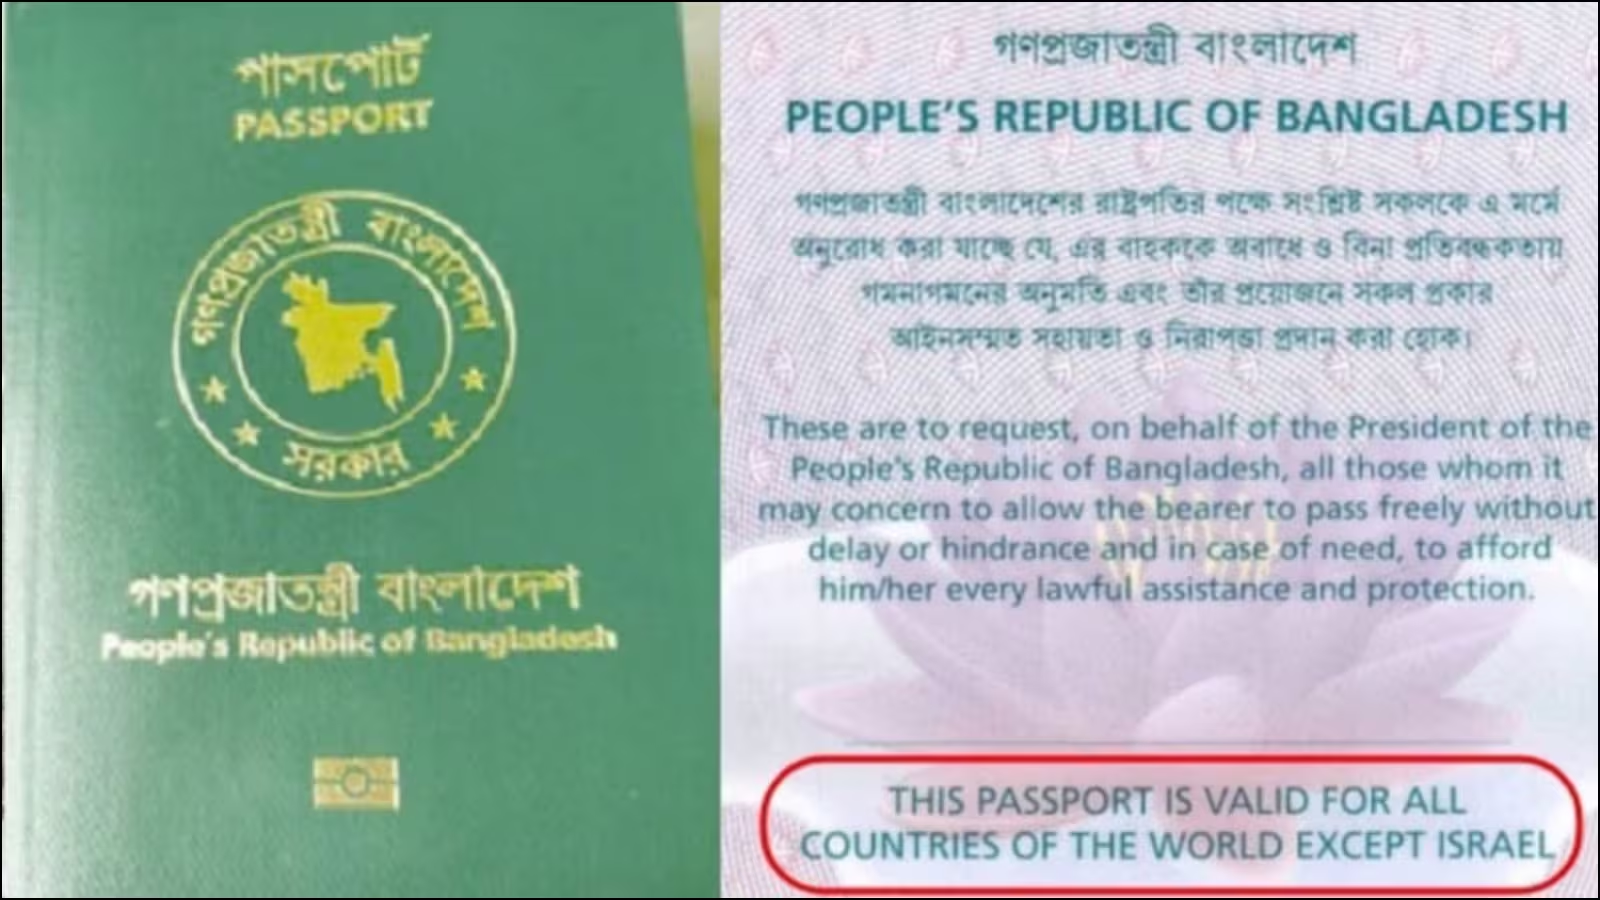 পাসপোর্ট
PASSPORT
গণপ্রজাতন্ত্রী বাংলাদেশ
সরকার
গণপ্রজাতন্ত্রী বাংলাদেশ
People's Republic of Bangladesh
গণপ্রজাতন্ত্রী বাংলাদেশ
PEOPLE'S REPUBLIC OF BANGLADESH
গণপ্রজাতন্ত্রী বাংলাদেশের রাষ্ট্রপতির পক্ষে সংশ্লিষ্ট সকলকে এ মর্মে
অনুরোধ করা যাচ্ছে যে, এর বাহককে অবাধে ও বিনা প্রতিবন্ধকতায়
গমনাগমনের অনুমতি এবং তাঁর প্রয়োজনে সকল প্রকার
আইনসম্মত সহায়তা ও নিরাপত্তা প্রদান করা হোক।
These are to request, on behalf of the President of the
People's Republic of Bangladesh, all those whom it
may concern to allow the bearer to pass freely without
delay or hindrance and in case of need, to afford
him/her every lawful assistance and protection.
THIS PASSPORT IS VALID FOR ALL
COUNTRIES OF THE WORLD EXCEPT ISRAEL